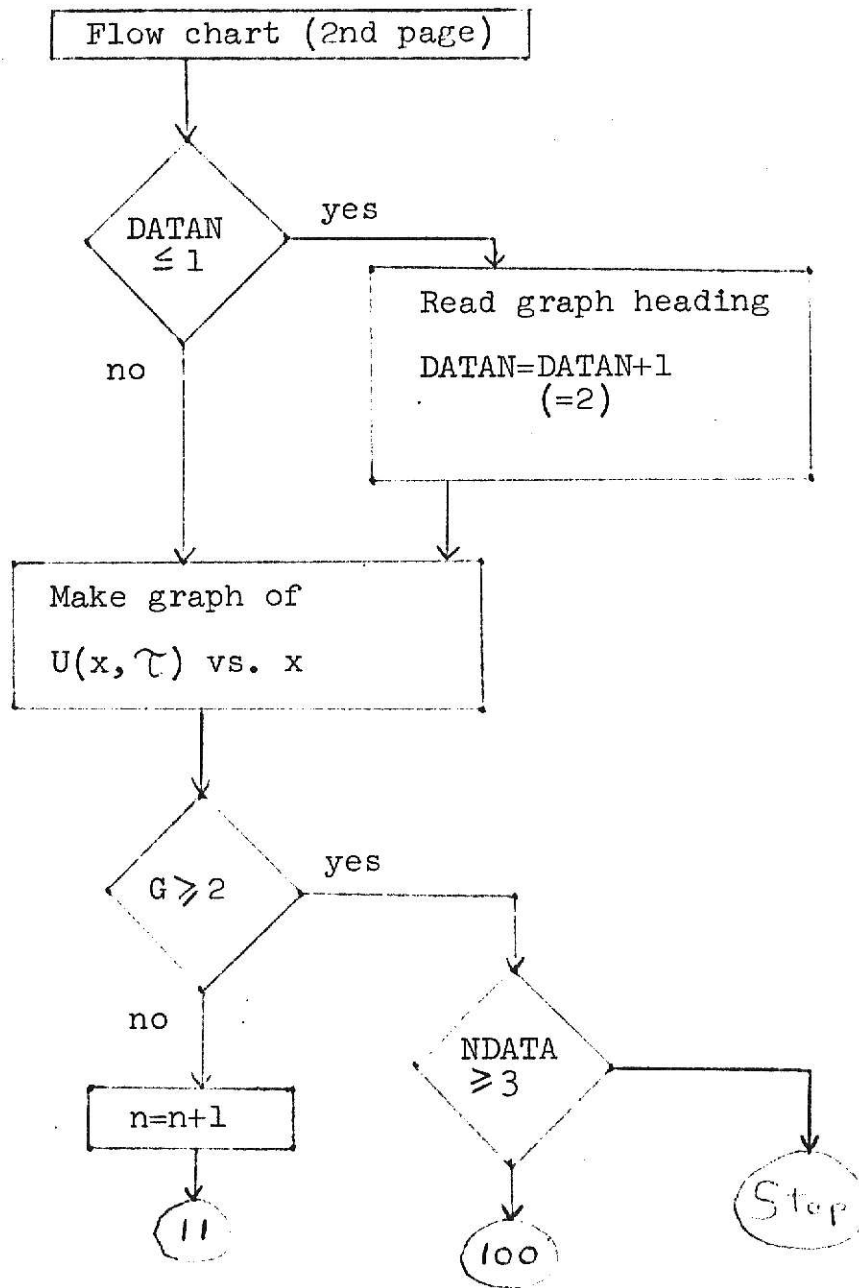 Flow chart (2nd page)
DATAN
≤ 1
yes
Read graph heading
DATAN=DATAN+1
(=2)
no
Make graph of
U(x,τ) vs. x
G ⩾ 2
yes
no
NDATA
⩾ 3
n=n+1
11
100
Stop